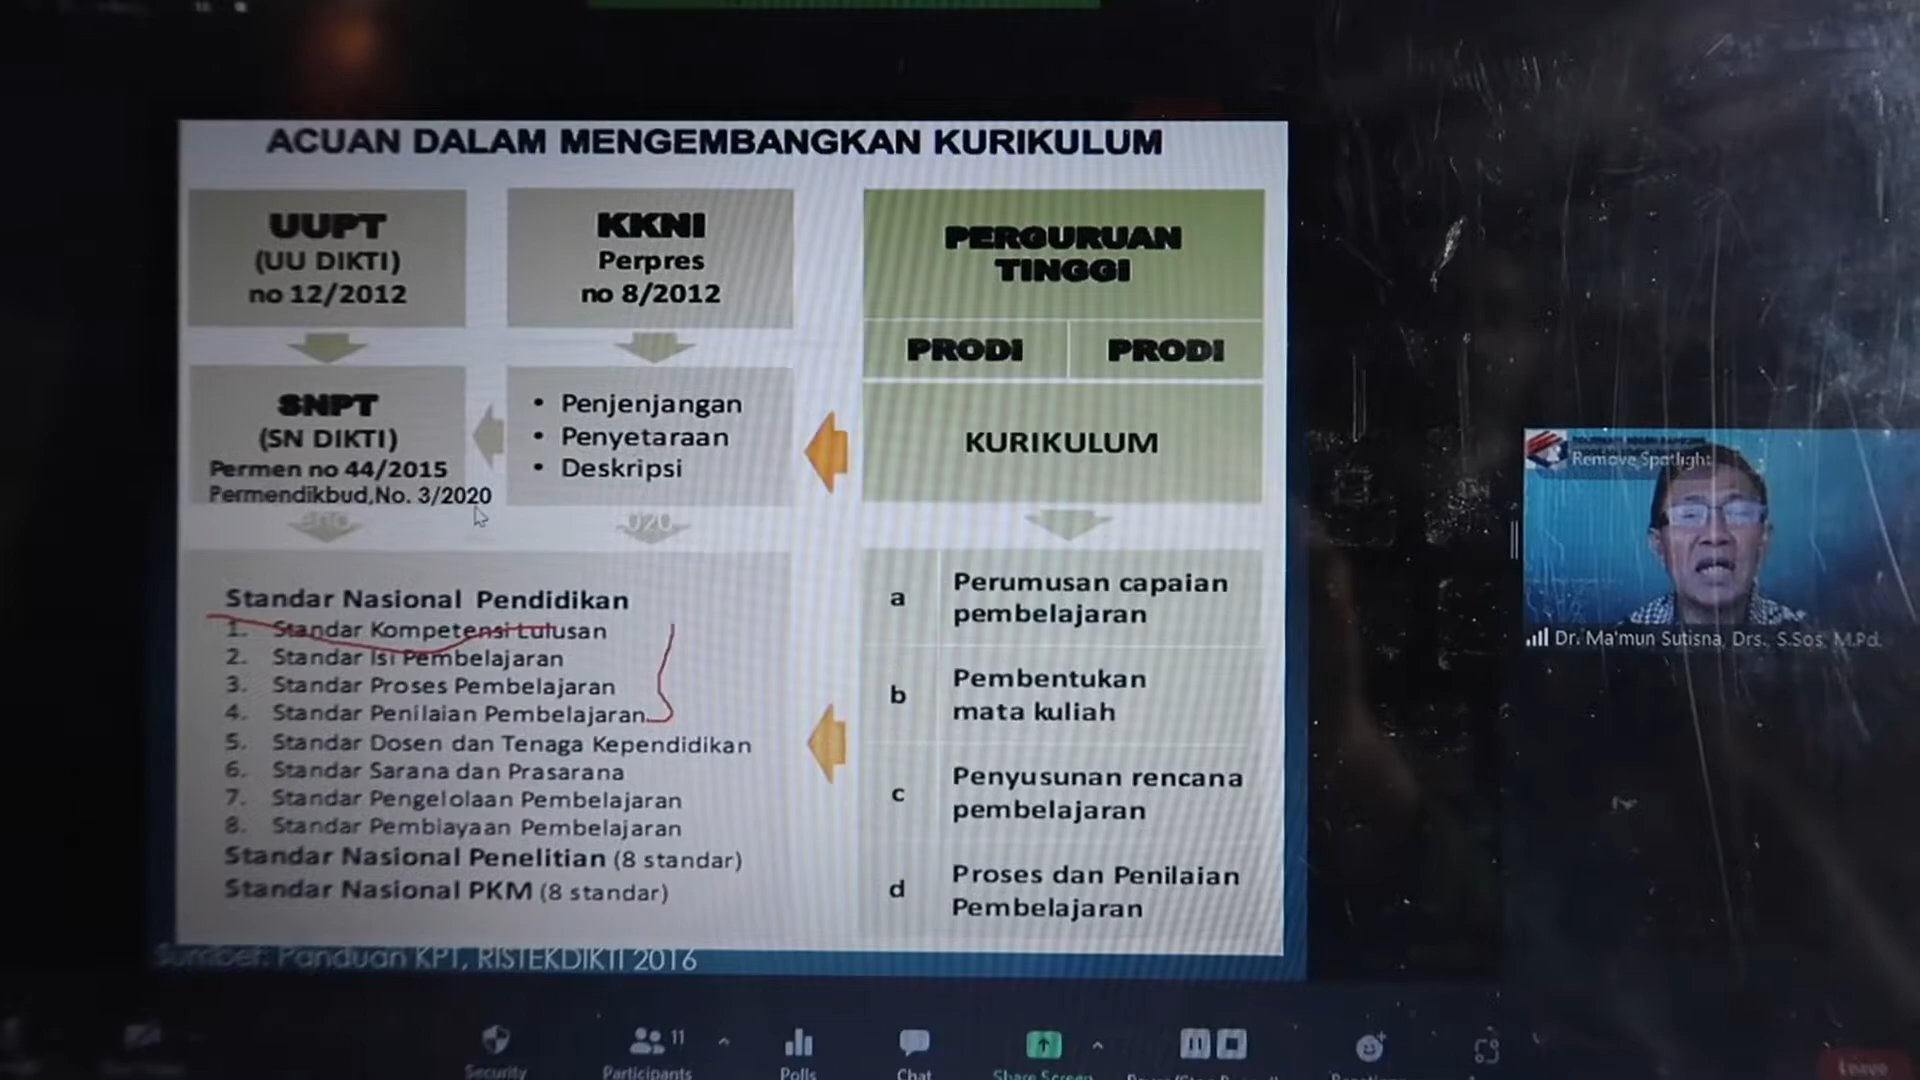 ACUAN DALAM MENGEMBANGKAN KURIKULUM
UUPT
(UU DIKTI)
no 12/2012
KKNI
Perpres
no 8/2012
PERGURUAN
TINGGI
PRODI
PRODI
SNPT
(SN DIKTI)
Permen no 44/2015
Permendikbud,No. 3/2020
• Penjenjangan
• Penyetaraan
• Deskripsi
KURIKULUM
020
Standar Nasional Pendidikan
1. Standar Kompetensi Lulusan
2. Standar Isi Pembelajaran
3. Standar Proses Pembelajaran
4. Standar Penilaian Pembelajaran
5. Standar Dosen dan Tenaga Kependidikan
6. Standar Sarana dan Prasarana
7. Standar Pengelolaan Pembelajaran
8. Standar Pembiayaan Pembelajaran
Standar Nasional Penelitian (8 standar)
Standar Nasional PKM (8 standar)
a Perumusan capaian
pembelajaran
b Pembentukan
mata kuliah
c Penyusunan rencana
pembelajaran
d Proses dan Penilaian
Pembelajaran
Sumber: Panduan KPT, RISTEKDIKTI 2016
Remove Spotlight
Dr. Ma'mun Sutisna, Drs., S.Sos, M.Pd.
11
Security
Participants
Polls
Chat
Share Screen
Leave